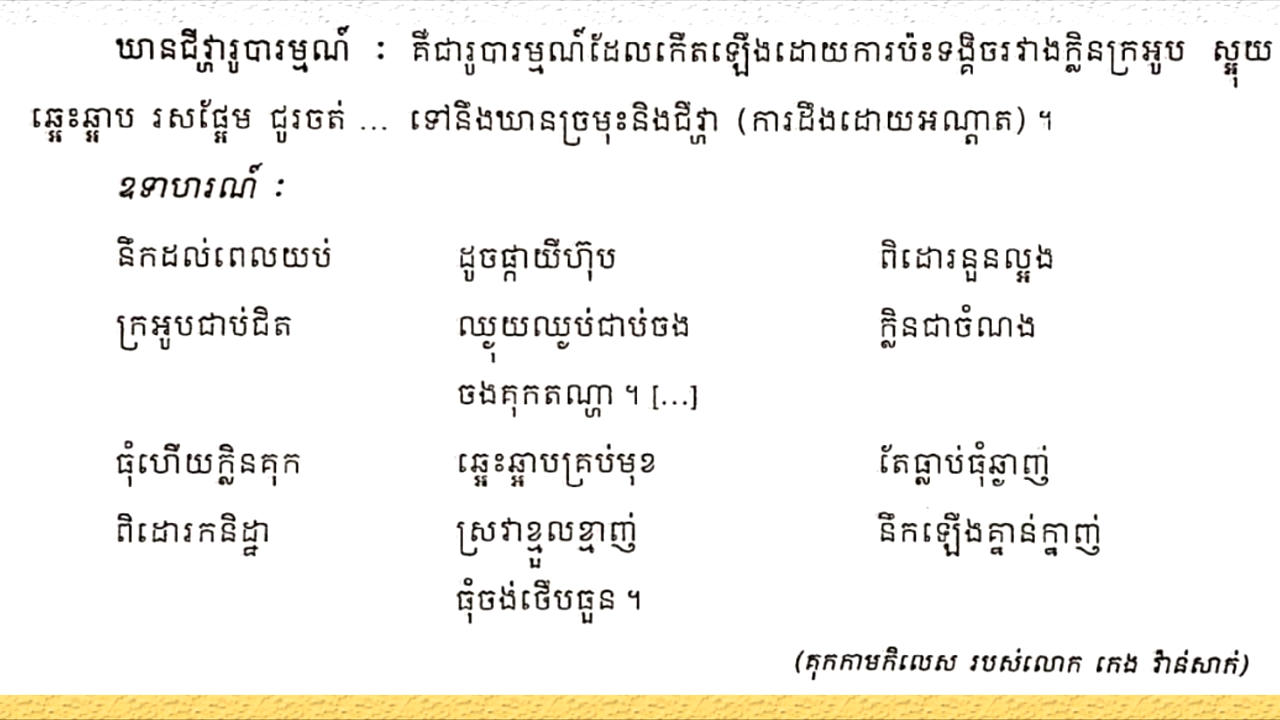 ឃានជីវ្ហារូបារម្មណ៍ ៖ គឺជារូបារម្មណ៍ដែលកើតឡើងដោយការប៉ះទង្គិចរវាងក្លិនក្រអូប ស្អុយ
ឆ្អេះឆ្អាប រសផ្អែម ជូរចត់ ... ទៅនឹងឃានច្រមុះនិងជីវ្ហា (ការដឹងដោយអណ្ដាត) ។
ឧទាហរណ៍ ៖
នឹកដល់ពេលយប់ ដូចផ្កាយីហ៊ុប ពិដោរនួនល្អង
ក្រអូបជាប់ជិត ឈ្ងុយឈ្ងប់ជាប់ចង ក្លិនជាចំណង
ចងគុកតណ្ហា ។ [...]
ធុំហើយក្លិនគុក ឆ្អេះឆ្អាបគ្រប់មុខ តែធ្លាប់ធុំឆ្ងាញ់
ពិដោរកនិដ្ឋា ស្រវាខ្មួលខ្មាញ់ នឹកឡើងគ្នាន់ក្នាញ់
ធុំចង់ថើបធួន ។
(គុកកាមកិលេស របស់លោក កេង វ៉ាន់សាក់)